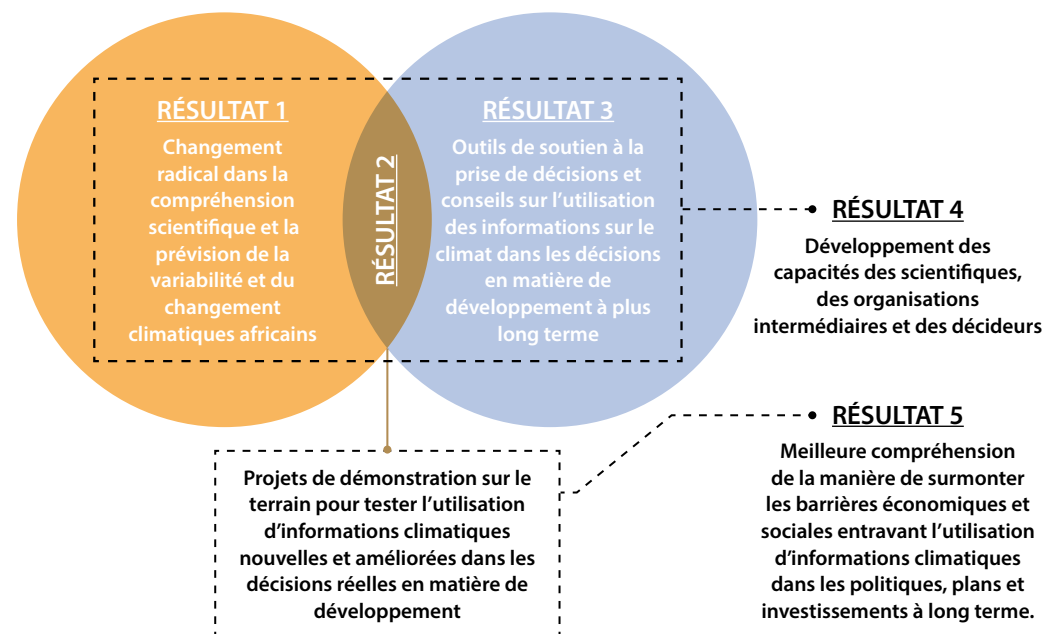 RÉSULTAT 1
Changement
radical dans la
compréhension
scientifique et la
prévision de la
variabilité et du
changement
climatiques africains
RÉSULTAT 2
RÉSULTAT 3
Outils de soutien à la
prise de décisions et
conseils sur l’utilisation
des informations sur le
climat dans les décisions
en matière de
développement à plus
long terme
RÉSULTAT 4
Développement des
capacités des scientifiques,
des organisations
intermédiaires et des décideurs
Projets de démonstration sur le
terrain pour tester l’utilisation
d’informations climatiques
nouvelles et améliorées dans les
décisions réelles en matière de
développement
RÉSULTAT 5
Meilleure compréhension
de la manière de surmonter
les barrières économiques et
sociales entravant l’utilisation
d’informations climatiques
dans les politiques, plans et
investissements à long terme.